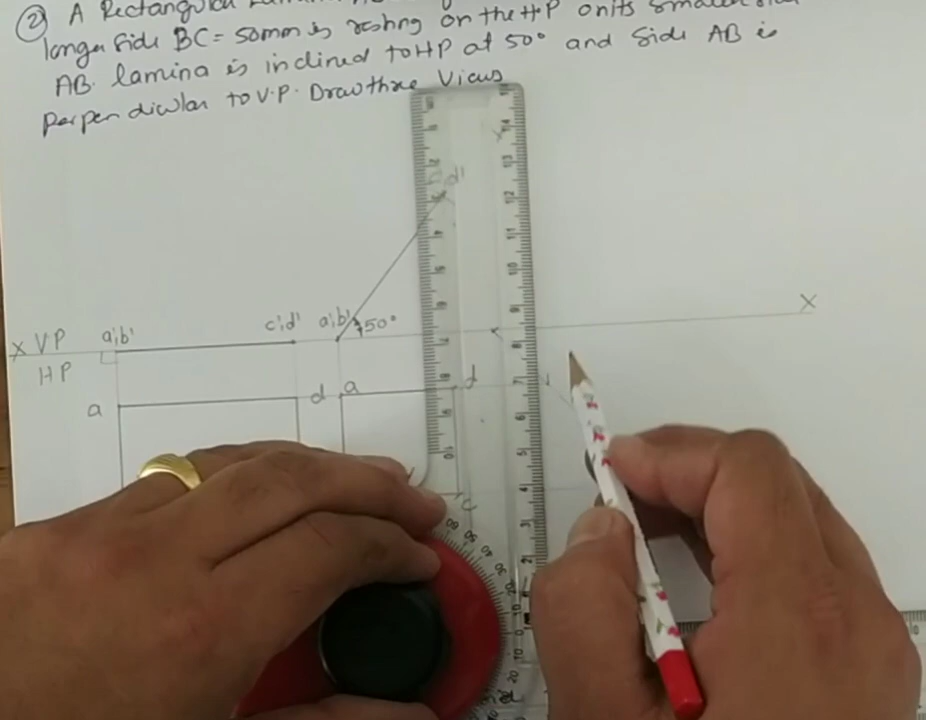 ② A Rectangular
longer side BC = 50mm is resting on the HP on its smaller side
AB. lamina is inclined to HP at 50° and side AB is
perpendicular to V.P. Draw three Views
d'
X
X VP a',b' c',d' a',b' 50°
HP
a d a d
c